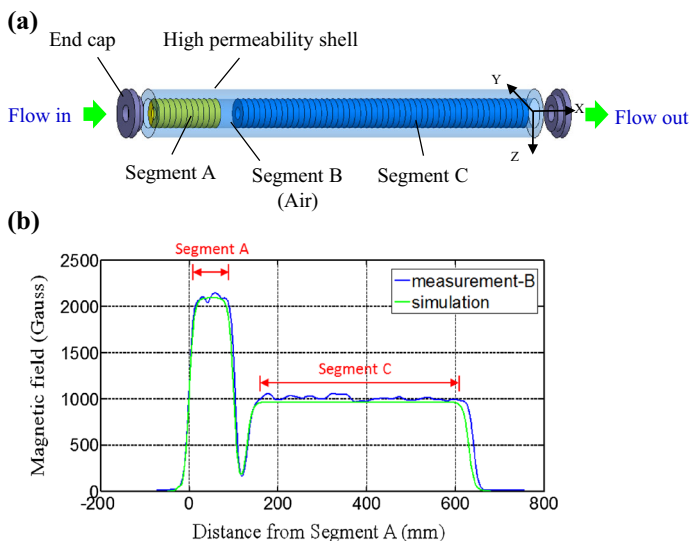 (a)
End cap
High permeability shell
Y
X
Z
Flow in
Flow out
Segment A
Segment B
(Air)
Segment C
(b)
Segment A
2500
2000
1500
1000
500
0
measurement-B
simulation
Segment C
Magnetic field (Gauss)
-200
0
200
400
600
800
Distance from Segment A (mm)